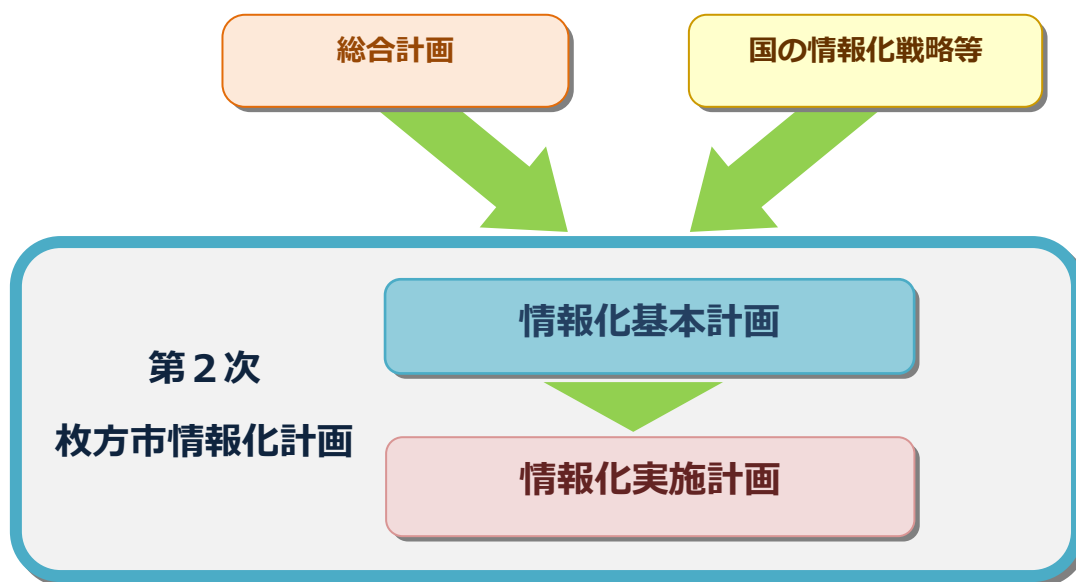 総合計画
国の情報化戦略等
情報化基本計画
第２次
枚方市情報化計画
情報化実施計画